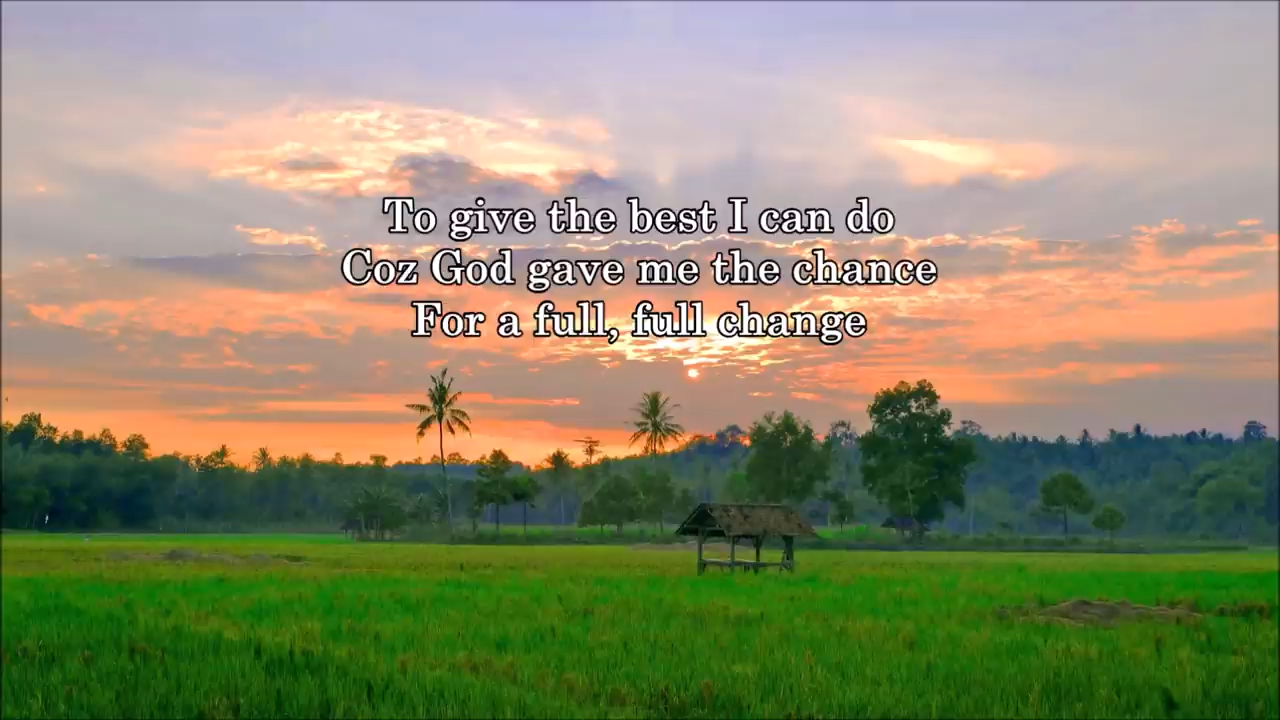 To give the best I can do
Coz God gave me the chance
For a full, full change